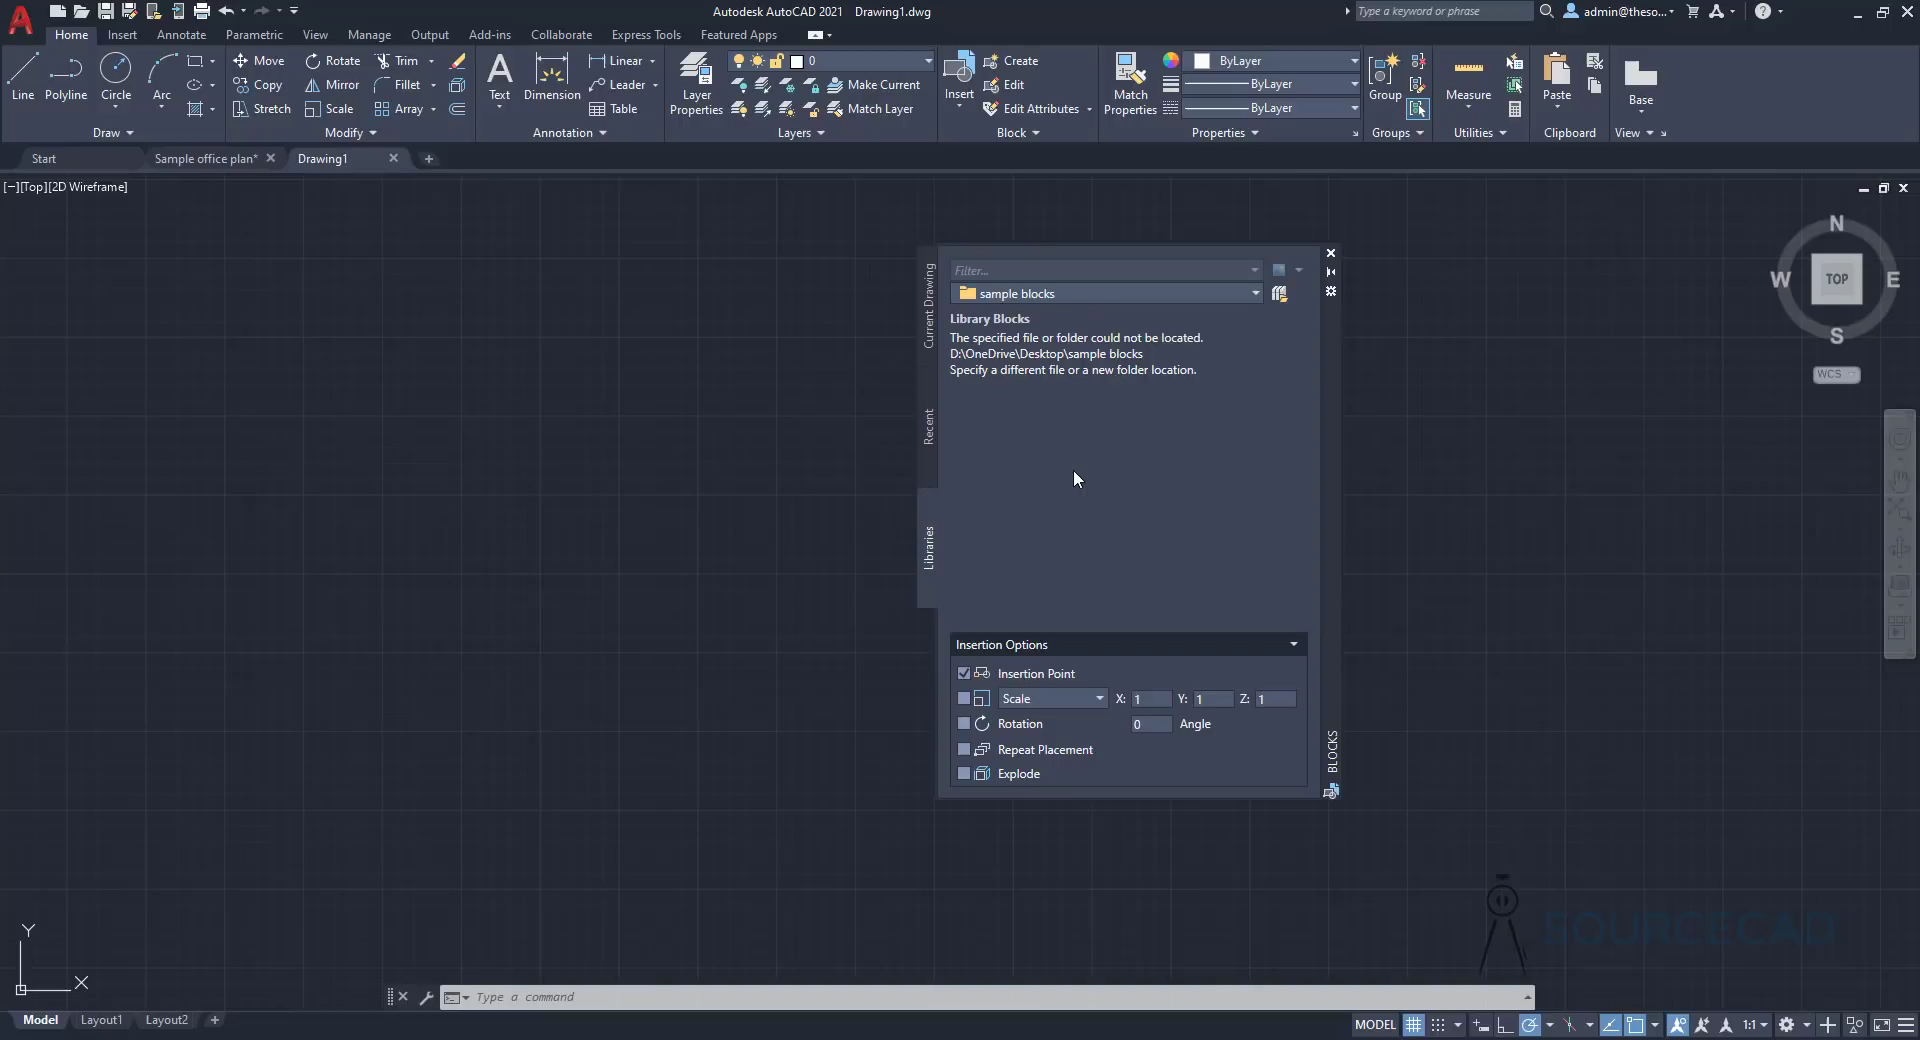 Autodesk AutoCAD 2021 Drawing1.dwg
Type a keyword or phrase
admin@theso...
Home Insert Annotate Parametric View Manage Output Add-ins Collaborate Express Tools Featured Apps
Line
Polyline
Circle
Arc
Draw
Move
Rotate
Trim
Copy
Mirror
Fillet
Stretch
Scale
Array
Modify
Text
Dimension
Linear
Leader
Table
Annotation
Layer
Properties
0
Make Current
Match Layer
Layers
Insert
Create
Edit
Edit Attributes
Block
Match
Properties
ByLayer
ByLayer
ByLayer
Properties
Group
Groups
Measure
Utilities
Paste
Clipboard
Base
View
Start
Sample office plan*
Drawing1
[−][Top][2D Wireframe]
N
W TOP E
S
WCS
Current Drawing
Recent
Libraries
Filter...
sample blocks
Library Blocks
The specified file or folder could not be located.
D:\OneDrive\Desktop\sample blocks
Specify a different file or a new folder location.
Insertion Options
Insertion Point
Scale X: 1 Y: 1 Z: 1
Rotation 0 Angle
Repeat Placement
Explode
BLOCKS
SOURCECAD
Y
X
Type a command
Model Layout1 Layout2
MODEL
1:1